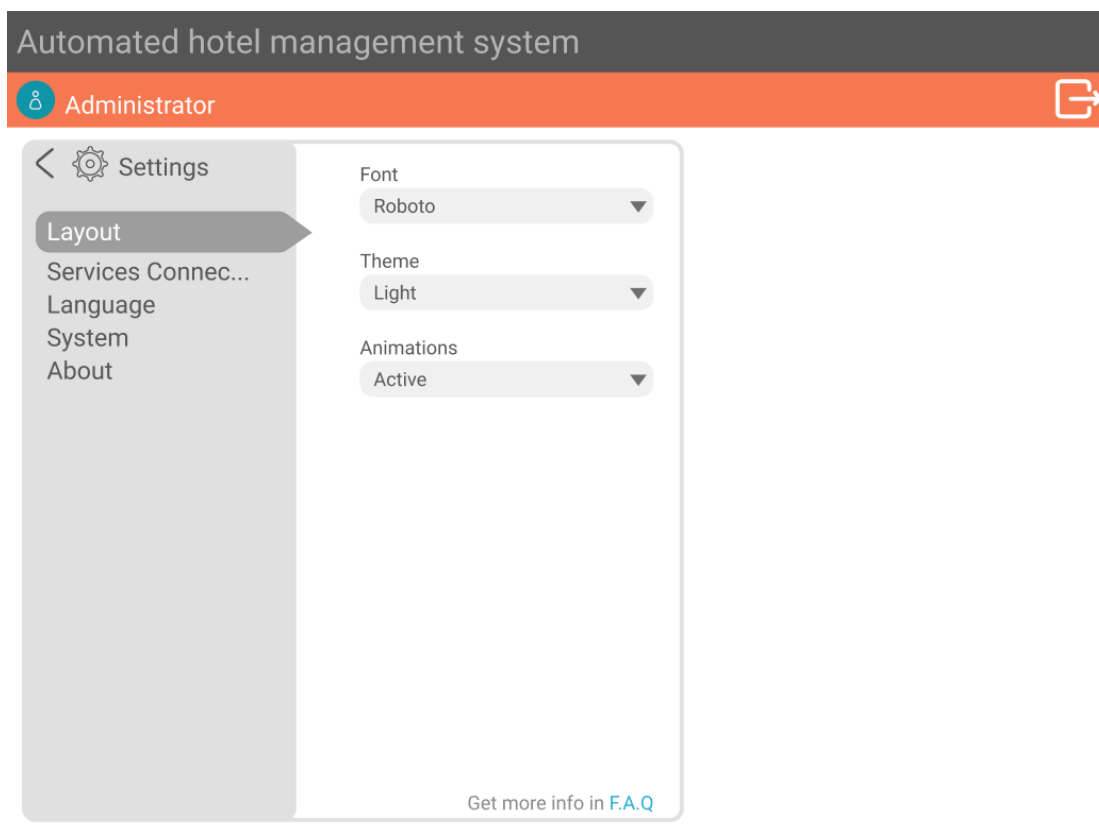 Automated hotel management system
Administrator
Settings
Layout
Services Connec...
Language
System
About
Font
Roboto
Theme
Light
Animations
Active
Get more info in F.A.Q